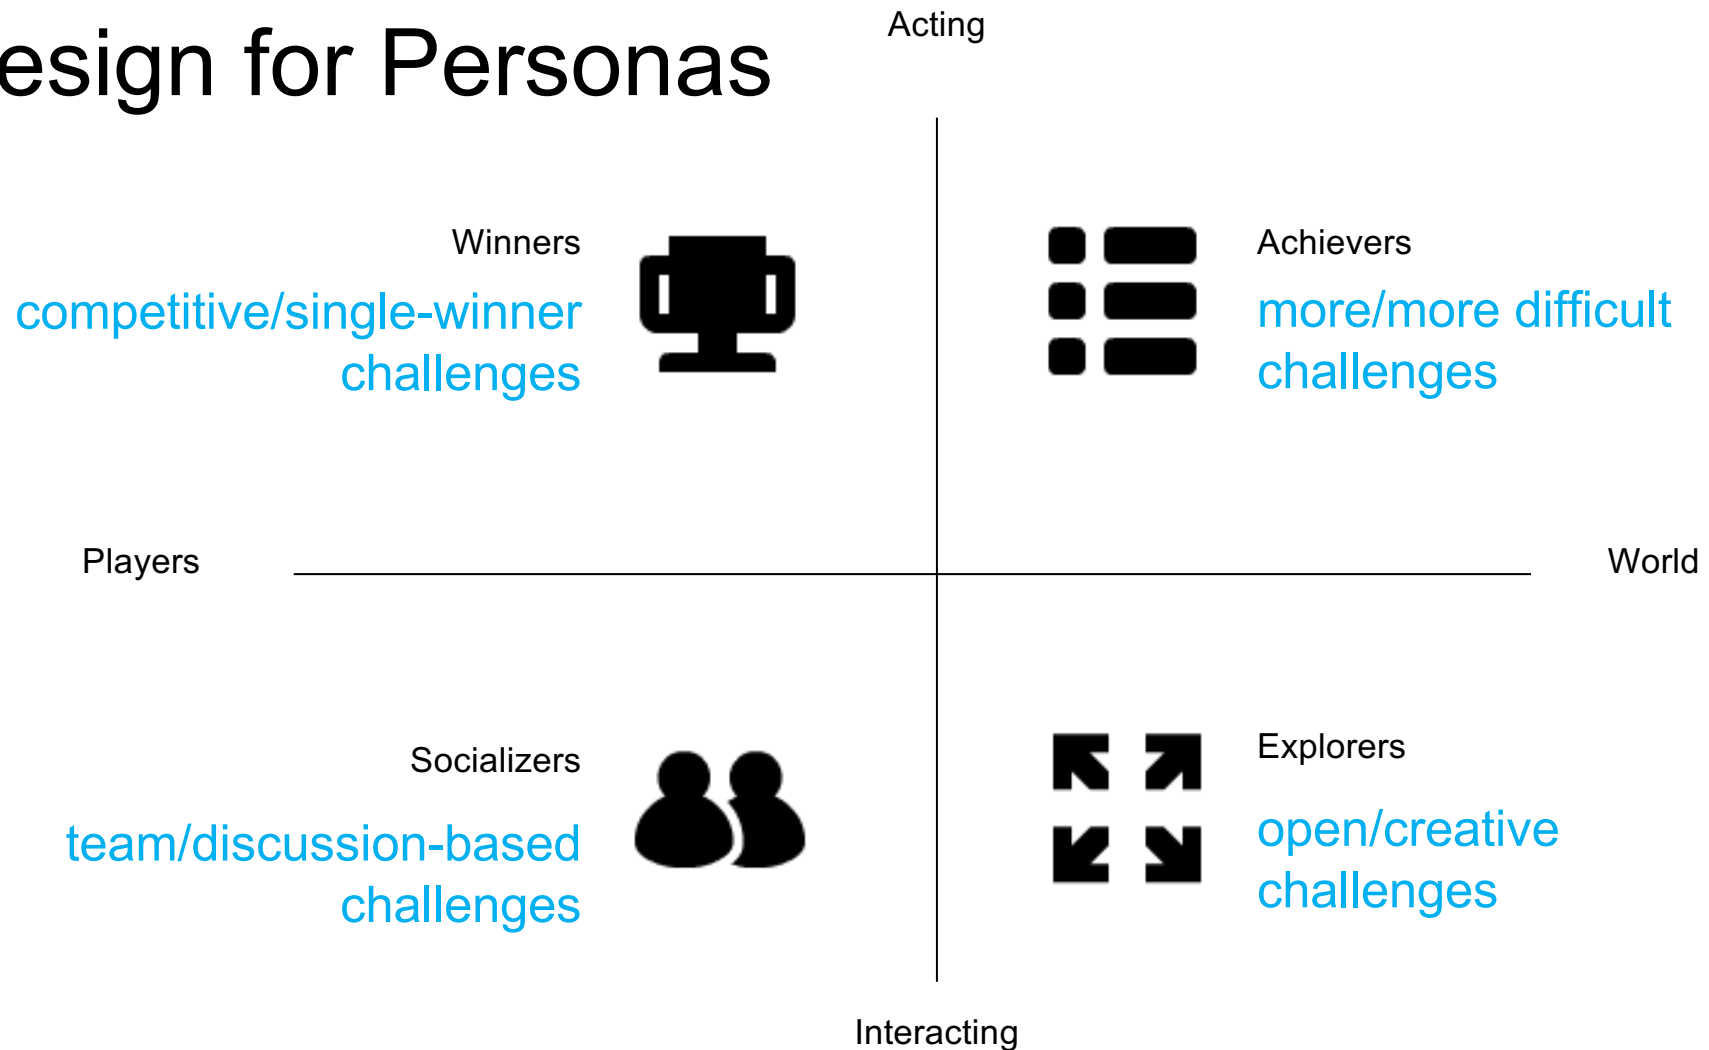 esign for Personas
Acting
Winners
competitive/single-winner
challenges
Achievers
more/more difficult
challenges
Players
World
Socializers
team/discussion-based
challenges
Explorers
open/creative
challenges
Interacting